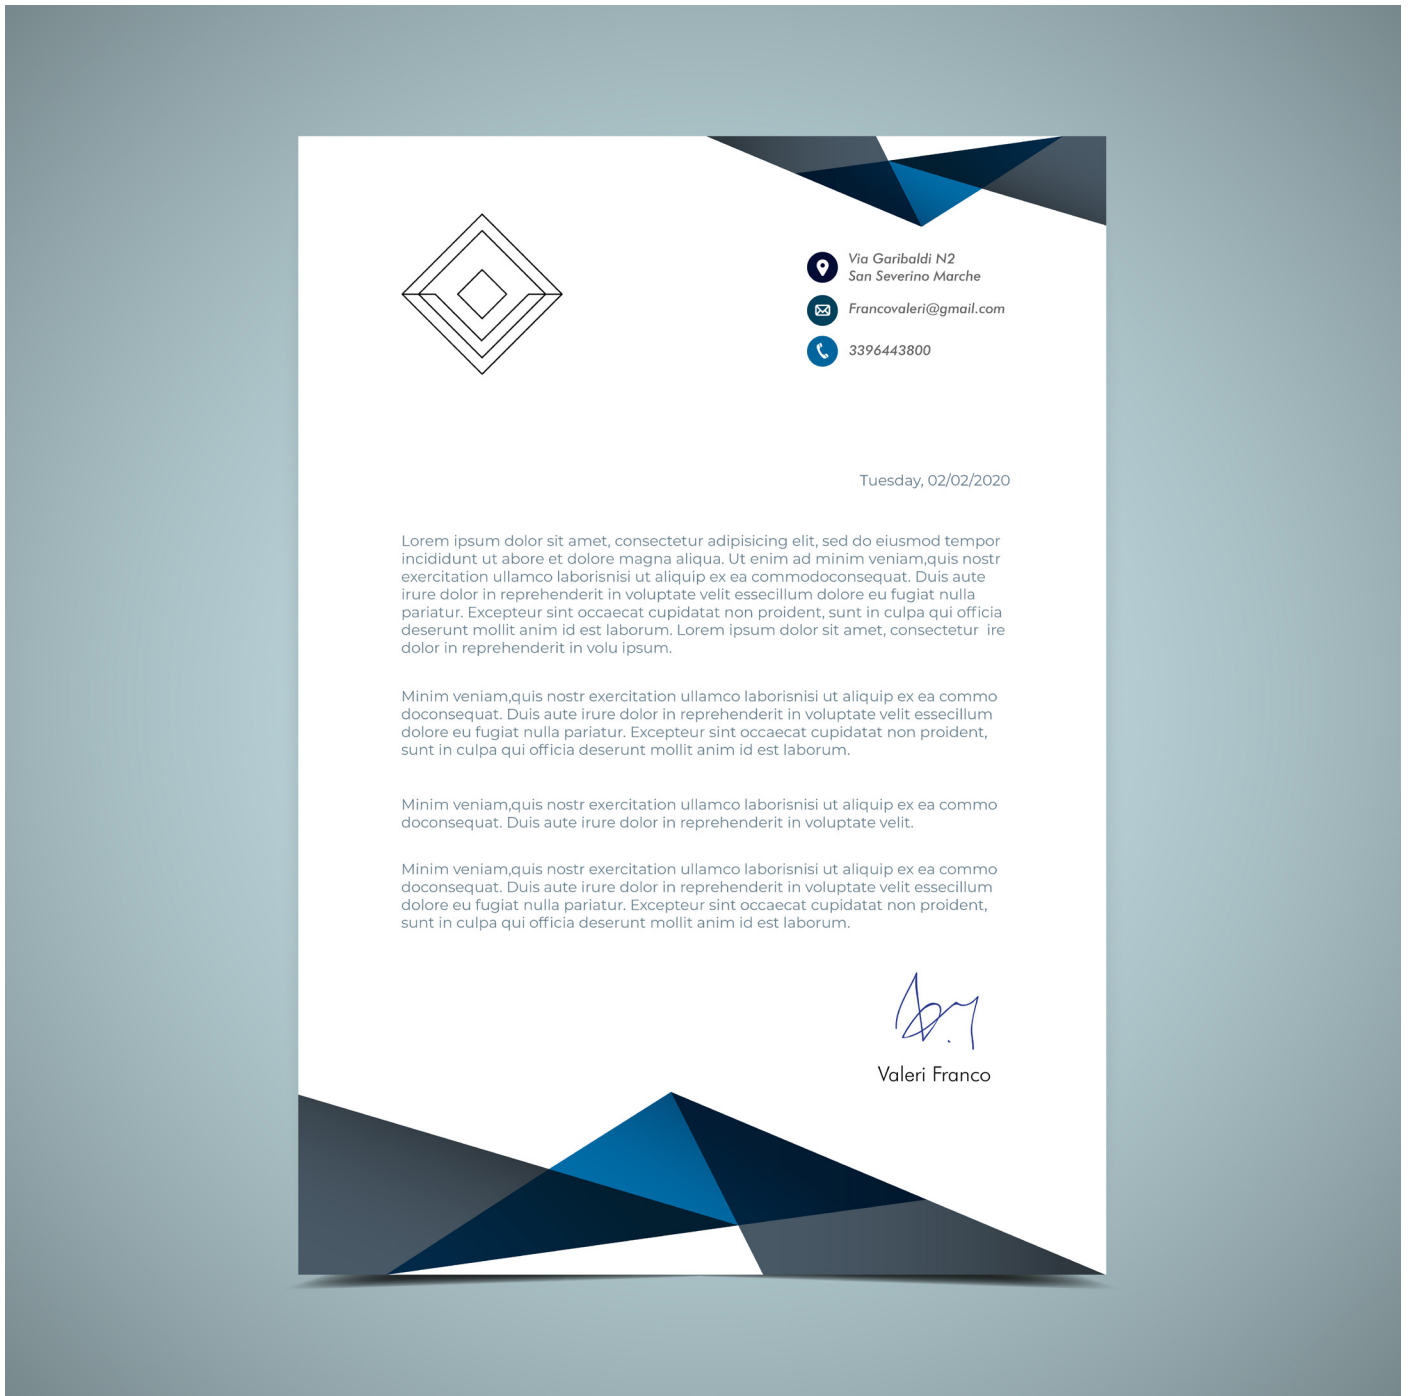 Via Garibaldi N2
San Severino Marche
Francovaleri@gmail.com
3396443800
Tuesday, 02/02/2020
Lorem ipsum dolor sit amet, consectetur adipisicing elit, sed do eiusmod tempor
incididunt ut abore et dolore magna aliqua. Ut enim ad minim veniam,quis nostr
exercitation ullamco laborisnisi ut aliquip ex ea commodoconsequat. Duis aute
irure dolor in reprehenderit in voluptate velit essecillum dolore eu fugiat nulla
pariatur. Excepteur sint occaecat cupidatat non proident, sunt in culpa qui officia
deserunt mollit anim id est laborum. Lorem ipsum dolor sit amet, consectetur  ire
dolor in reprehenderit in volu ipsum.
Minim veniam,quis nostr exercitation ullamco laborisnisi ut aliquip ex ea commo
doconsequat. Duis aute irure dolor in reprehenderit in voluptate velit essecillum
dolore eu fugiat nulla pariatur. Excepteur sint occaecat cupidatat non proident,
sunt in culpa qui officia deserunt mollit anim id est laborum.
Minim veniam,quis nostr exercitation ullamco laborisnisi ut aliquip ex ea commo
doconsequat. Duis aute irure dolor in reprehenderit in voluptate velit.
Minim veniam,quis nostr exercitation ullamco laborisnisi ut aliquip ex ea commo
doconsequat. Duis aute irure dolor in reprehenderit in voluptate velit essecillum
dolore eu fugiat nulla pariatur. Excepteur sint occaecat cupidatat non proident,
sunt in culpa qui officia deserunt mollit anim id est laborum.
Valeri Franco